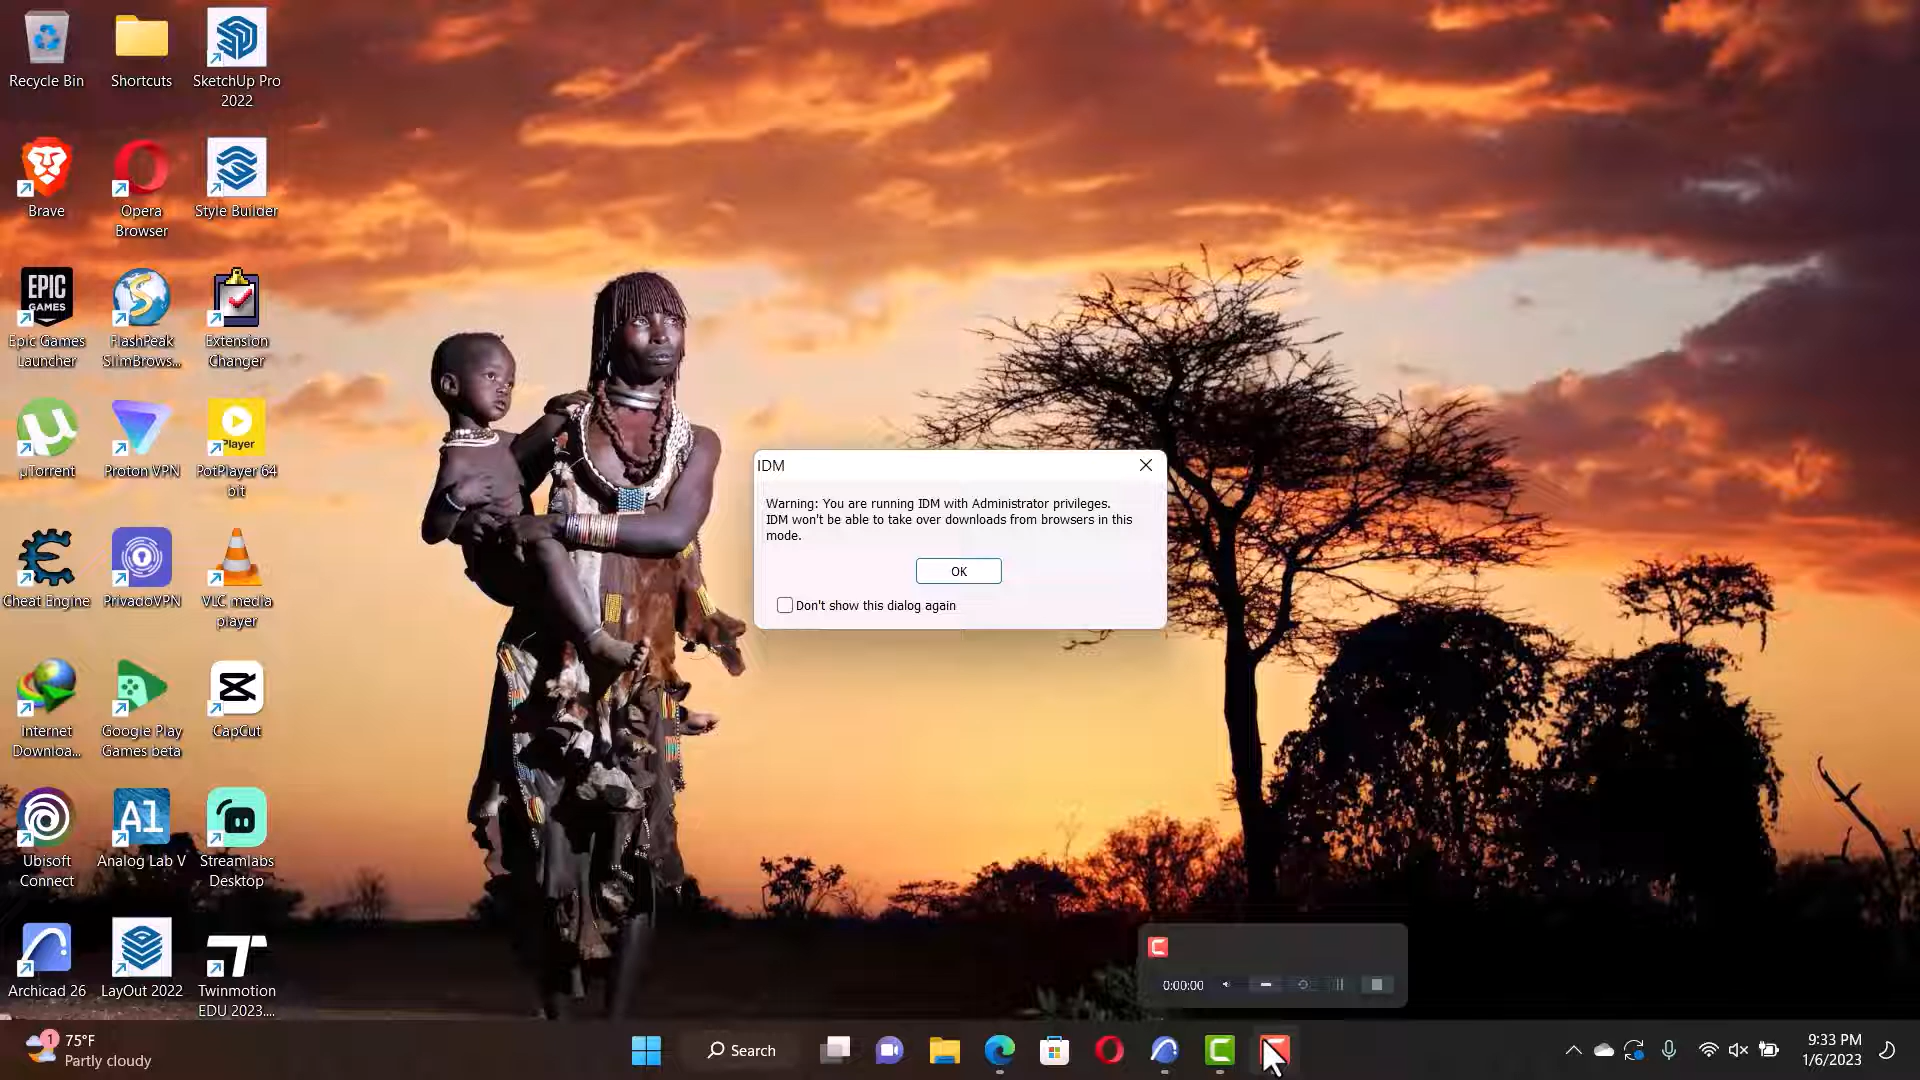 Recycle Bin
Shortcuts
SketchUp Pro
2022
Brave
Opera
Browser
Style Builder
EPIC
GAMES
Epic Games
Launcher
FlashPeak
SlimBrows...
Extension
Changer
µTorrent
Proton VPN
Player
PotPlayer 64
bit
Cheat Engine
PrivadoVPN
VLC media
player
Internet
Downloa...
Google Play
Games beta
CapCut
Ubisoft
Connect
Al
Analog Lab V
Streamlabs
Desktop
Archicad 26
LayOut 2022
Twinmotion
EDU 2023....
IDM
Warning: You are running IDM with Administrator privileges.
IDM won't be able to take over downloads from browsers in this
mode.
OK
Don't show this dialog again
0:00:00
1
75°F
Partly cloudy
Search
9:33 PM
1/6/2023